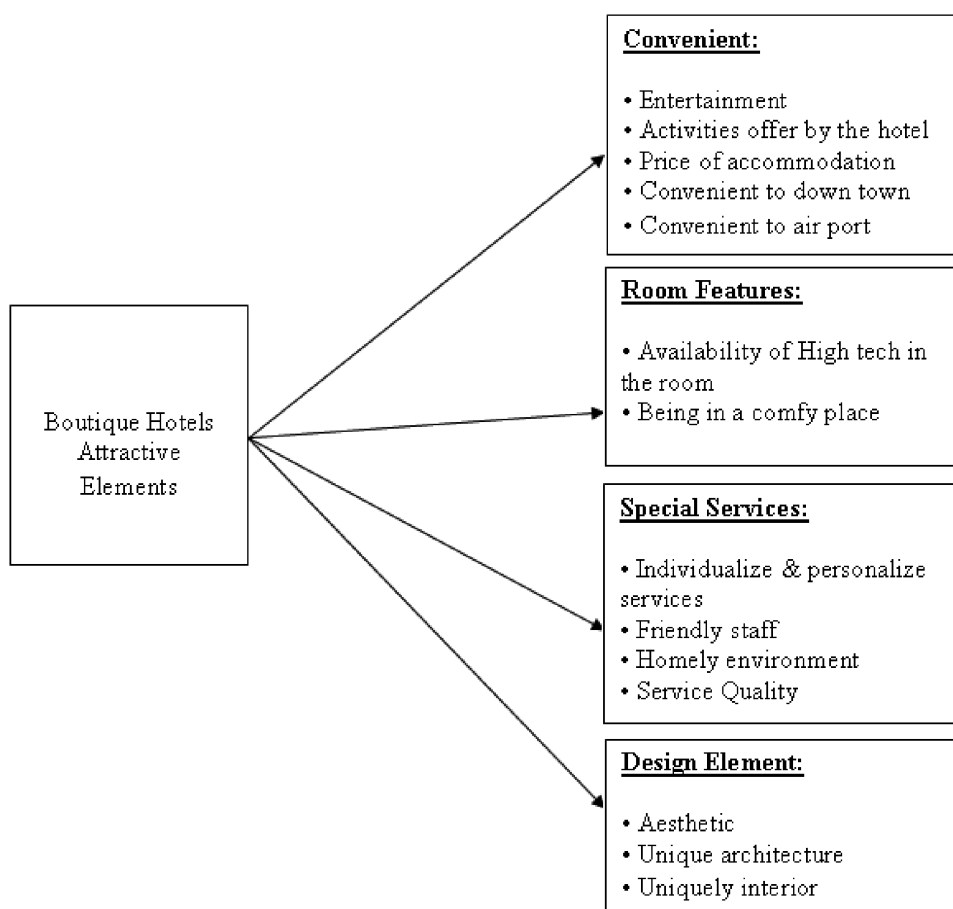 Boutique Hotels
Attractive
Elements
Convenient:
• Entertainment
• Activities offer by the hotel
• Price of accommodation
• Convenient to down town
• Convenient to air port
Room Features:
• Availability of High tech in
the room
• Being in a comfy place
Special Services:
• Individualize & personalize
services
• Friendly staff
• Homely environment
• Service Quality
Design Element:
• Aesthetic
• Unique architecture
• Uniquely interior